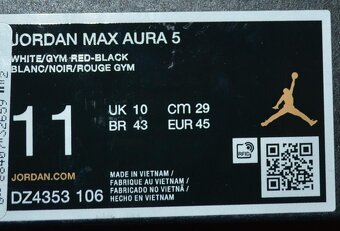 JORDAN MAX AURA 5
WHITE/GYM RED-BLACK
BLANC/NOIR/ROUGE GYM
11
UK 10 CM 29
BR 43 EUR 45
JORDAN.COM
DZ4353 106
MADE IN VIETNAM /
FABRIQUE AU VIETNAM /
FABRICADO NO VIETNÃ /
HECHO EN VIETNAM